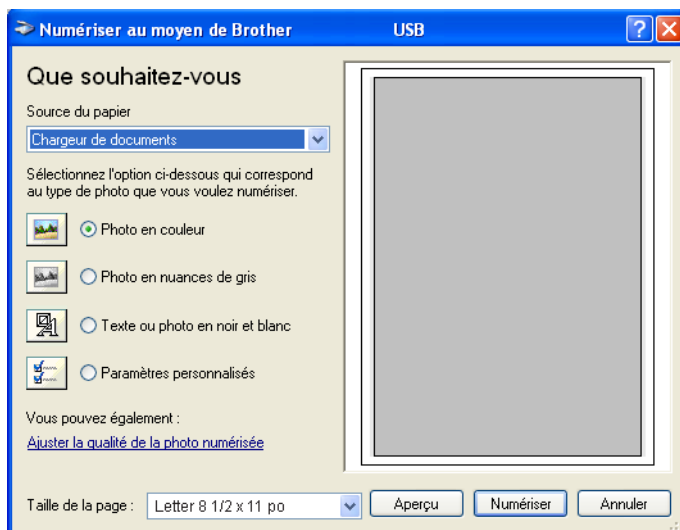 Numériser au moyen de Brother USB
Que souhaitez-vous
Source du papier
Chargeur de documents
Sélectionnez l'option ci-dessous qui correspond
au type de photo que vous voulez numériser.
Photo en couleur
Photo en nuances de gris
Texte ou photo en noir et blanc
Paramètres personnalisés
Vous pouvez également :
Ajuster la qualité de la photo numérisée
Taille de la page : Letter 8 1/2 x 11 po Aperçu Numériser Annuler